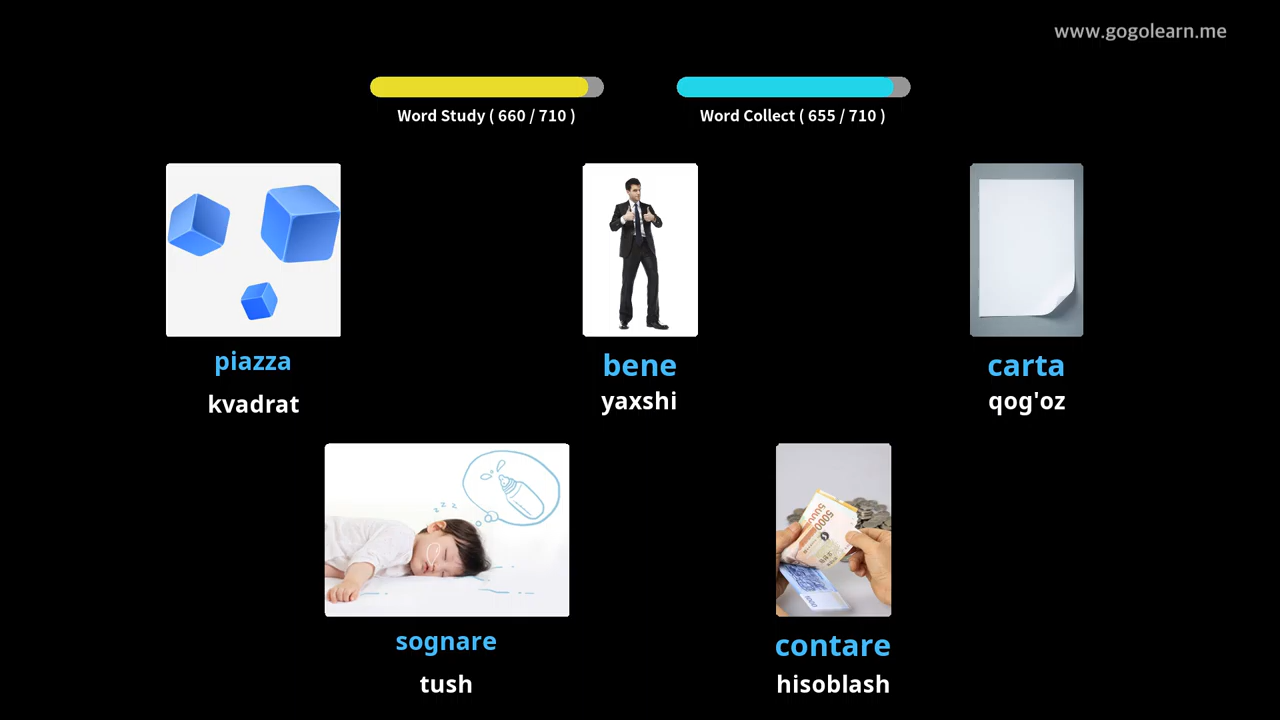 www.gogolearn.me
Word Study ( 660 / 710 )
Word Collect ( 655 / 710 )
piazza
kvadrat
bene
yaxshi
carta
qog'oz
sognare
tush
contare
hisoblash